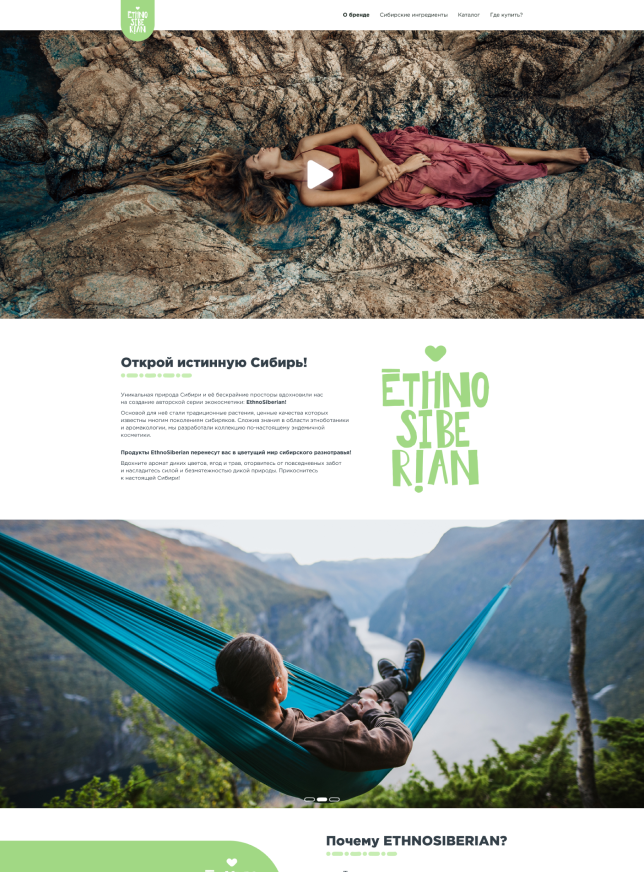 ETHNO
SIBE
RIAN
О бренде Сибирские ингредиенты Каталог Где купить?
Открой истинную Сибирь!
Уникальная природа Сибири и её бескрайние просторы вдохновили нас
на создание авторской серии экокосметики EthnoSiberian!
Основой для неё стали традиционные растения, ценные качества которых
известны многим поколениям сибиряков. Сложив знания в области этноботаники
и аромалогии, мы разработали коллекцию по-настоящему эндемичной
косметики.
Продукты EthnoSiberian перенесут вас в цветущий мир сибирского разнотравья!
Вдохните аромат диких цветов, ягод и трав, оторвитесь от повседневных забот
и насладитесь силой и безмятежностью дикой природы. Прикоснитесь
к настоящей Сибири!
ETHNO
SIBE
RIAN
Почему ETHNOSIBERIAN?